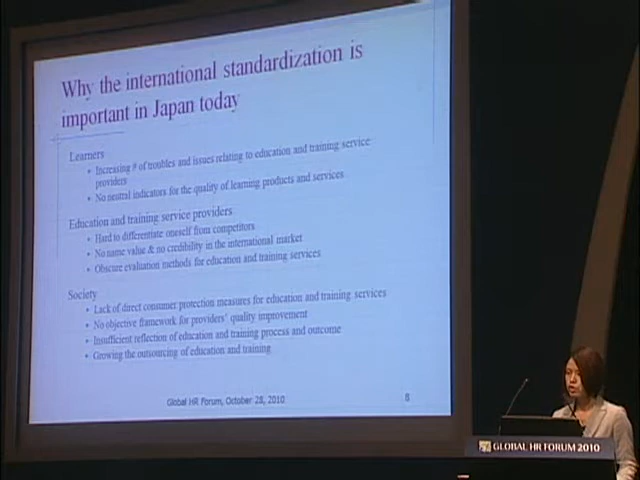 Why the international standardization is
important in Japan today
Learners
• Increasing # of troubles and issues relating to education and training service
providers
• No neutral indicators for the quality of learning products and services
Education and training service providers
• Hard to differentiate oneself from competitors
• No name value & no credibility in the international market
• Obscure evaluation methods for education and training services
Society
• Lack of direct consumer protection measures for education and training services
• No objective framework for providers' quality improvement
• Insufficient reflection of education and training process and outcome
• Growing the outsourcing of education and training
Global HR Forum, October 28, 2010
8
GLOBAL HR FORUM 2010